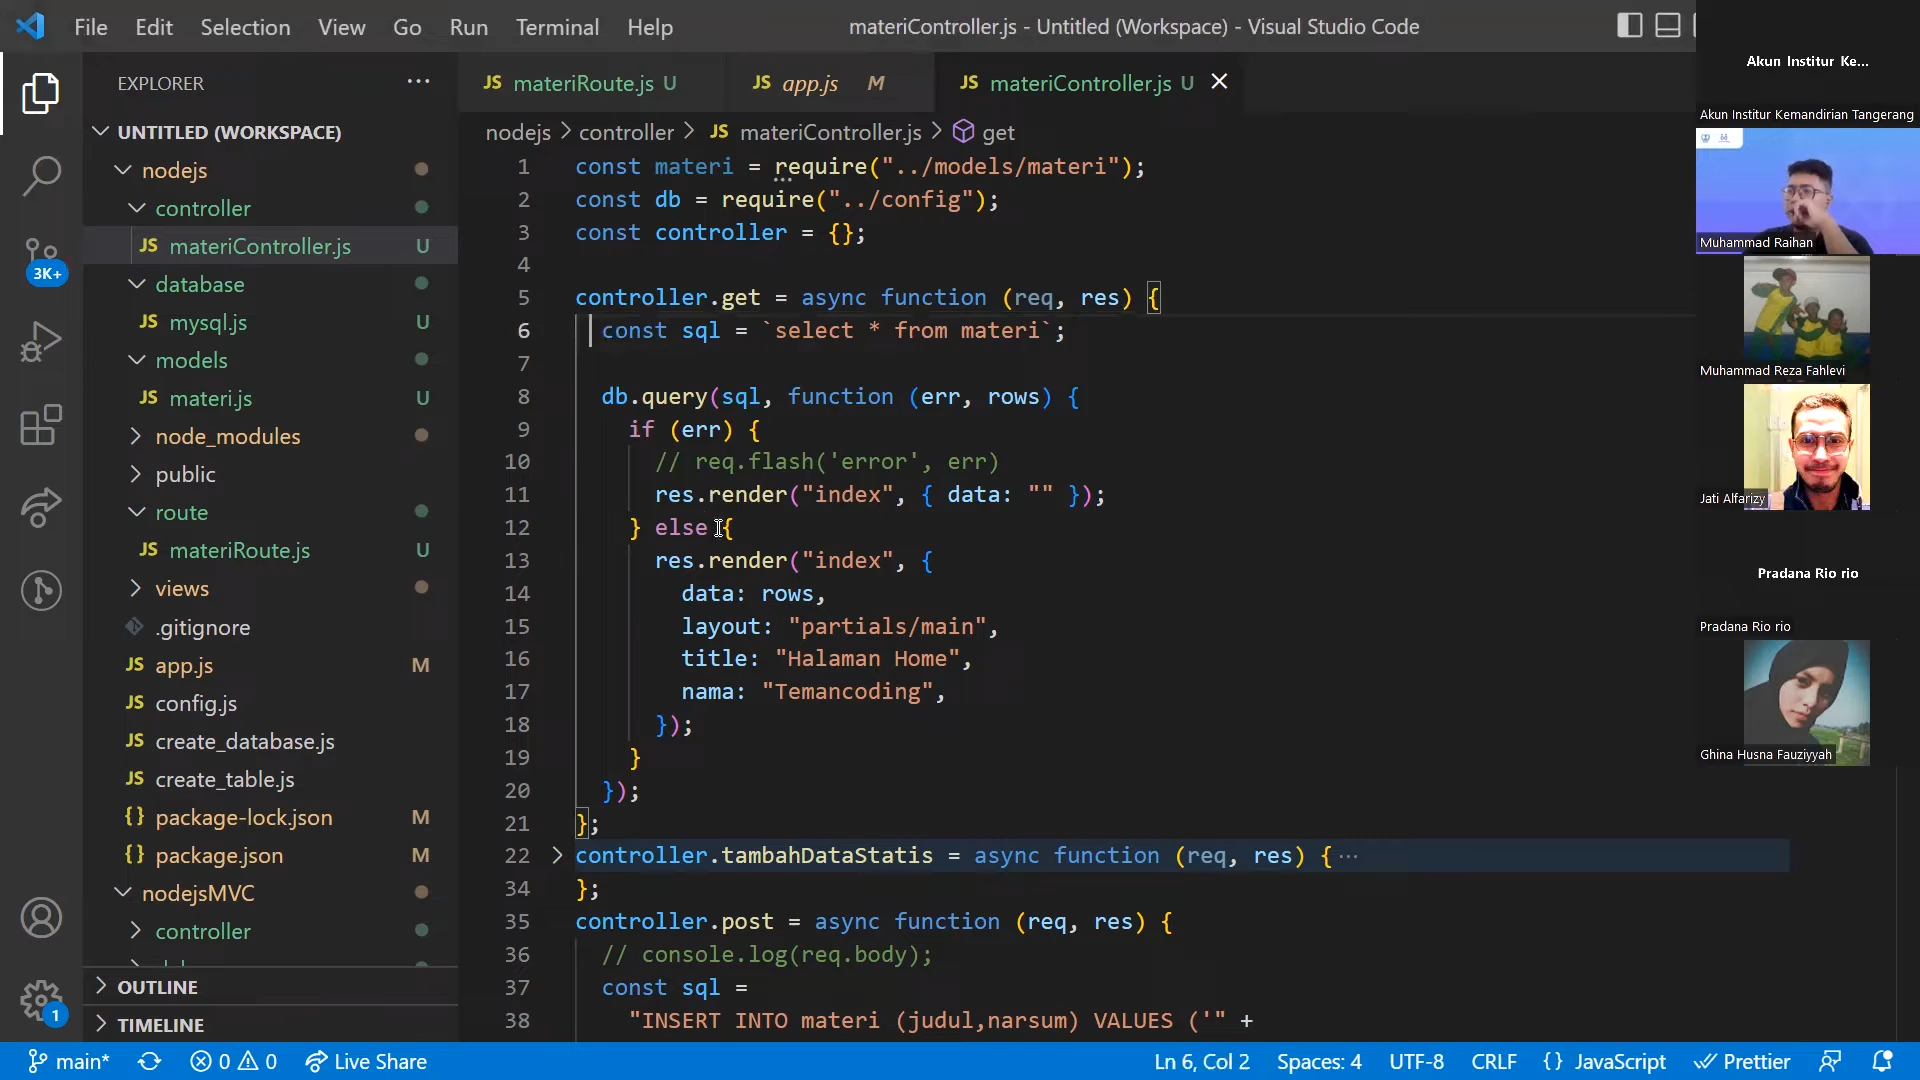 File Edit Selection View Go Run Terminal Help
materiController.js - Untitled (Workspace) - Visual Studio Code
EXPLORER ...
UNTITLED (WORKSPACE)
nodejs
controller
JS materiController.js U
database
JS mysql.js U
models
JS materi.js U
node_modules
public
route
JS materiRoute.js U
views
.gitignore
JS app.js M
JS config.js
JS create_database.js
JS create_table.js
{} package-lock.json M
{} package.json M
nodejsMVC
controller
OUTLINE
TIMELINE
3K+
1
JS materiRoute.js U
JS app.js M
JS materiController.js U
nodejs > controller > JS materiController.js > get
1 const materi = require("../models/materi");
2 const db = require("../config");
3 const controller = {};
4
5 controller.get = async function (req, res) {
6 const sql = `select * from materi`;
7
8 db.query(sql, function (err, rows) {
9 if (err) {
10 // req.flash('error', err)
11 res.render("index", { data: "" });
12 } else {
13 res.render("index", {
14 data: rows,
15 layout: "partials/main",
16 title: "Halaman Home",
17 nama: "Temancoding",
18 });
19 }
20 });
21 };
22 controller.tambahDataStatis = async function (req, res) {...
34 };
35 controller.post = async function (req, res) {
36 // console.log(req.body);
37 const sql =
38 "INSERT INTO materi (judul,narsum) VALUES ('" +
Akun Institur Ke...
Akun Institur Kemandirian Tangerang
Muhammad Raihan
Muhammad Reza Fahlevi
Jati Alfarizy
Pradana Rio rio
Pradana Rio rio
Ghina Husna Fauziyyah
main* 0 0 Live Share
Ln 6, Col 2 Spaces: 4 UTF-8 CRLF {} JavaScript Prettier